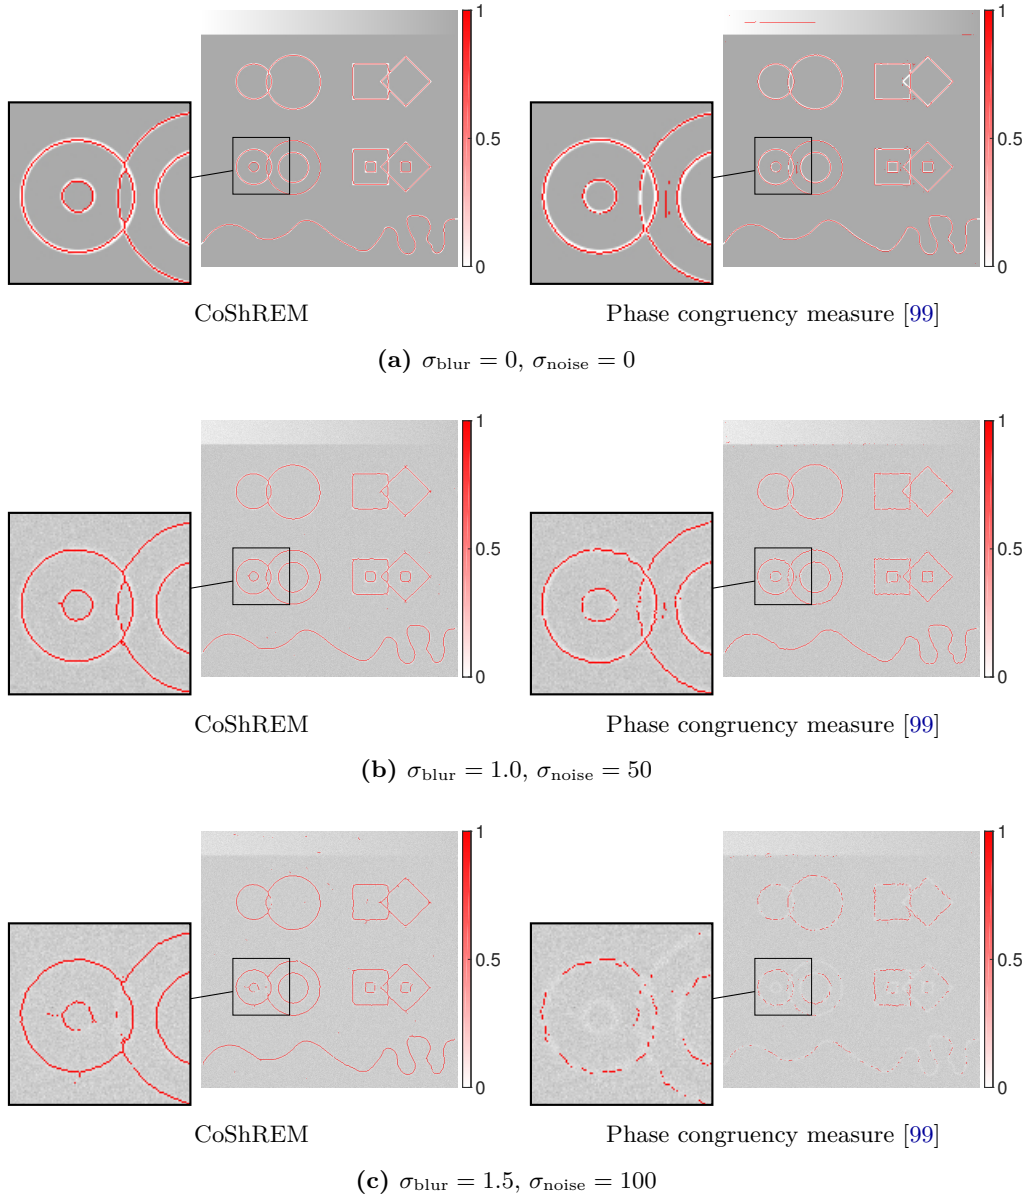 1
0.5
0
1
0.5
0
CoShREM
Phase congruency measure [99]
(a) σblur = 0, σnoise = 0
1
0.5
0
1
0.5
0
CoShREM
Phase congruency measure [99]
(b) σblur = 1.0, σnoise = 50
1
0.5
0
1
0.5
0
CoShREM
Phase congruency measure [99]
(c) σblur = 1.5, σnoise = 100